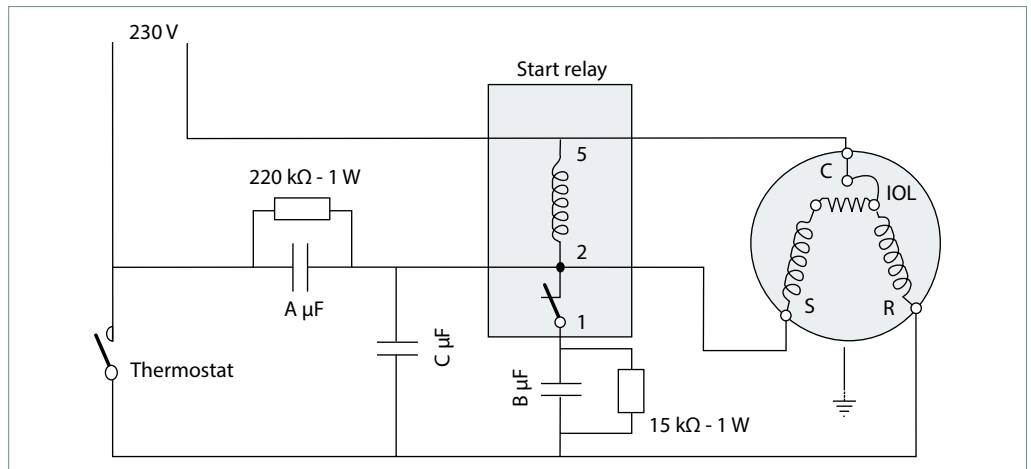 230 V
Start relay
5
C
220 kΩ - 1 W
IOL
2
A µF
S
R
1
C µF
Thermostat
B µF
15 kΩ - 1 W